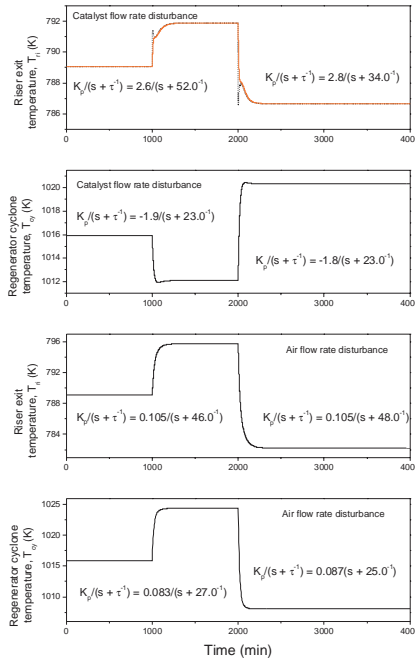 Riser exit
temperature, T_ri (K)
792
790
788
786
Catalyst flow rate disturbance
K_p/(s + τ^-1) = 2.6/(s + 52.0^-1)
K_p/(s + τ^-1) = 2.8/(s + 34.0^-1)
0 1000 2000 3000 400
Regenerator cyclone
temperature, T_cy (K)
1020
1016
1012
Catalyst flow rate disturbance
K_p/(s + τ^-1) = -1.9/(s + 23.0^-1)
K_p/(s + τ^-1) = -1.8/(s + 23.0^-1)
0 1000 2000 3000 400
Riser exit
temperature, T_ri (K)
796
792
788
784
Air flow rate disturbance
K_p/(s + τ^-1) = 0.105/(s + 46.0^-1)
K_p/(s + τ^-1) = 0.105/(s + 48.0^-1)
0 1000 2000 3000 400
Regenerator cyclone
temperature, T_cy (K)
1025
1020
1015
1010
Air flow rate disturbance
K_p/(s + τ^-1) = 0.083/(s + 27.0^-1)
K_p/(s + τ^-1) = 0.087(s + 25.0^-1)
0 1000 2000 3000 400
Time (min)